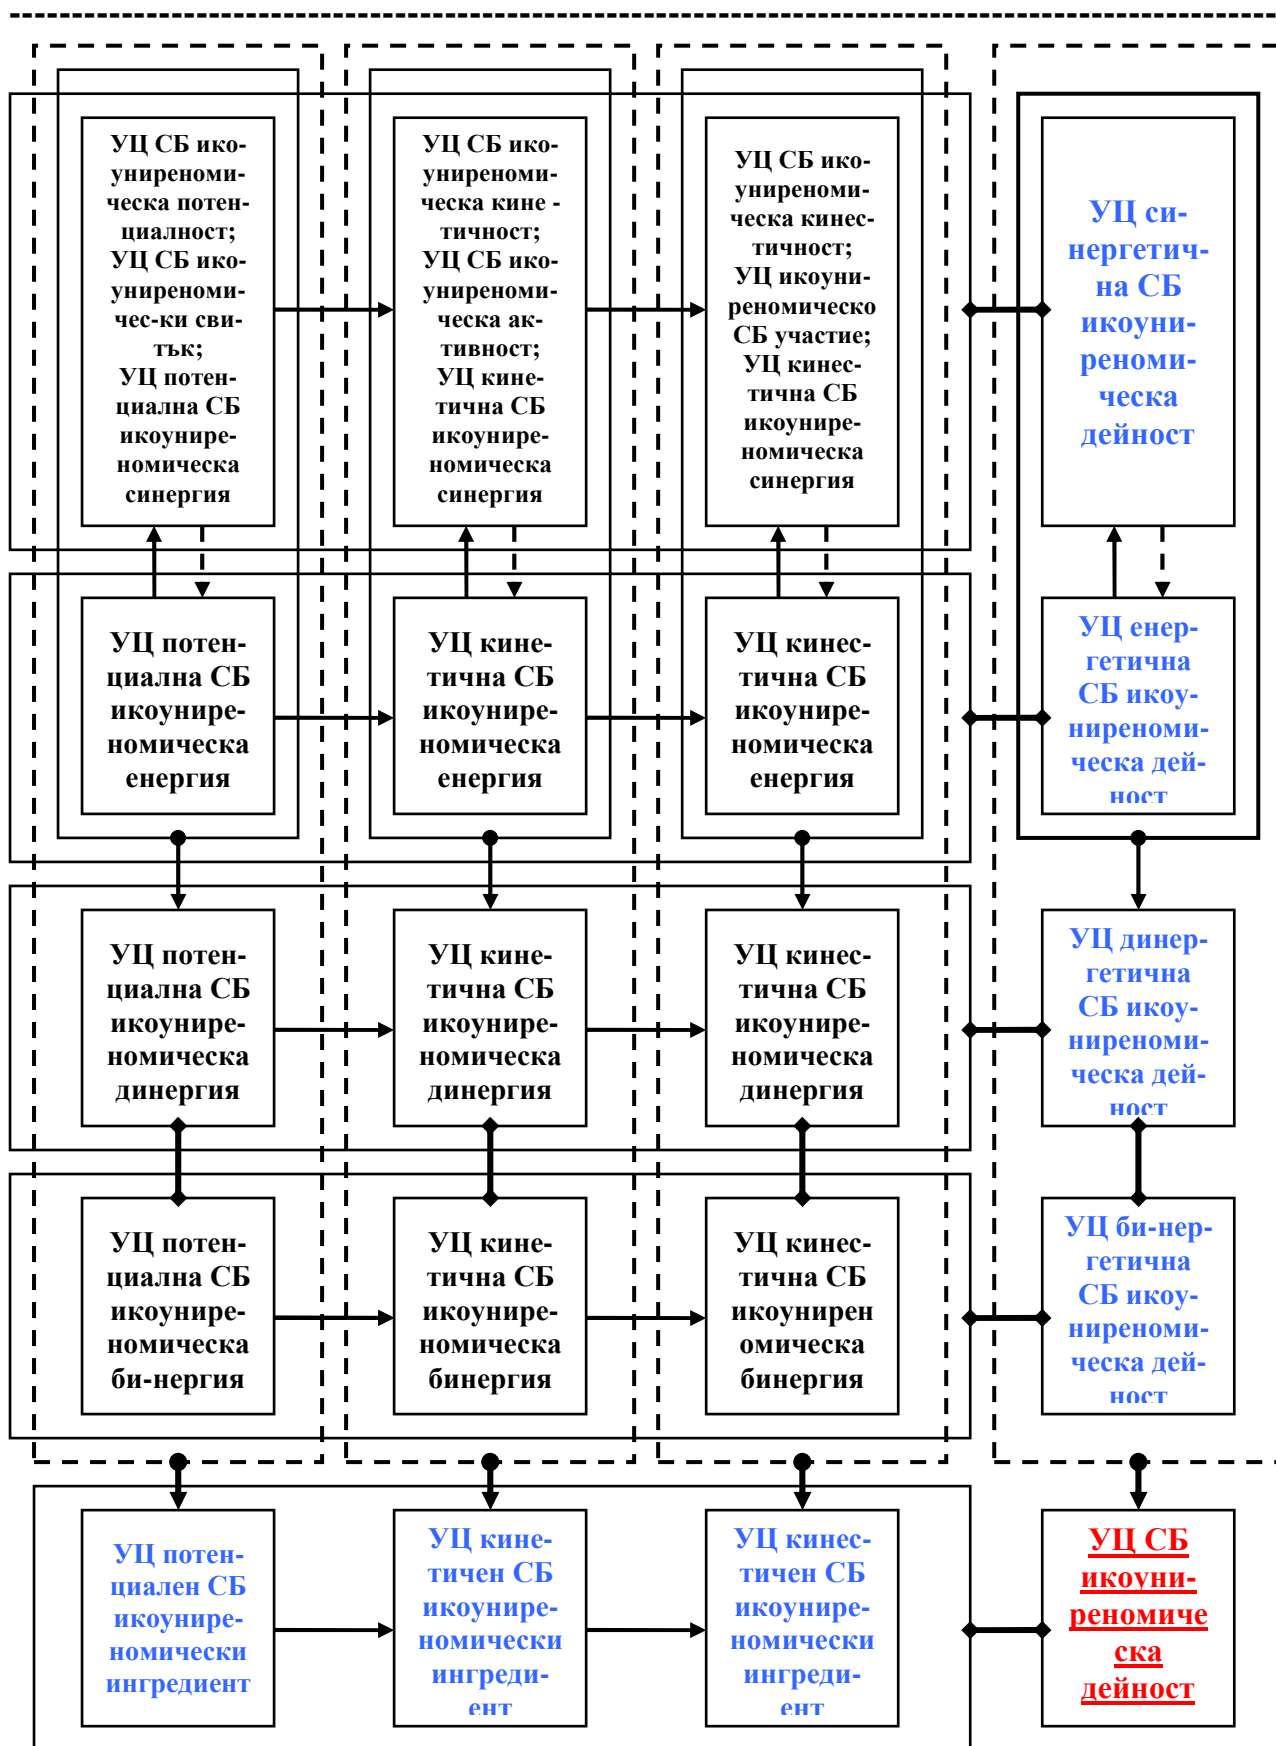 УЦ СБ ико-
униреноми-
ческа потен-
циалност;
УЦ СБ ико-
униреноми-
чес-ки сви-
тък;
УЦ потен-
циална СБ
икоунире-
номическа
синергия
УЦ СБ ико-
униреноми-
ческа кине -
тичност;
УЦ СБ ико-
униреноми-
ческа ак-
тивност;
УЦ кине-
тична СБ
икоунире-
номическа
синергия
УЦ СБ ико-
униреноми-
ческа кинес-
тичност;
УЦ икоуни-
реномическо
СБ участие;
УЦ кинес-
тична СБ
икоунире-
номическа
синергия
УЦ си-
нергетич-
на СБ
икоуни-
реноми-
ческа
дейност
УЦ потен-
циална СБ
икоунире-
номическа
енергия
УЦ кине-
тична СБ
икоунире-
номическа
енергия
УЦ кинес-
тична СБ
икоунире-
номическа
енергия
УЦ енер-
гетична
СБ икоу-
ниреноми-
ческа дей-
ност
УЦ потен-
циална СБ
икоунире-
номическа
динергия
УЦ кине-
тична СБ
икоунире-
номическа
динергия
УЦ кинес-
тична СБ
икоунире-
номическа
динергия
УЦ динер-
гетична
СБ икоу-
ниреноми-
ческа дей-
ност
УЦ потен-
циална СБ
икоунире-
номическа
би-нергия
УЦ кине-
тична СБ
икоунире-
номическа
бинергия
УЦ кинес-
тична СБ
икоунирен
омическа
бинергия
УЦ би-нер-
гетична
СБ икоу-
ниреноми-
ческа дей-
ност
УЦ потен-
циален СБ
икоунире-
номически
ингредиент
УЦ кине-
тичен СБ
икоунире-
номически
ингреди-
ент
УЦ кинес-
тичен СБ
икоунире-
номически
ингреди-
ент
УЦ СБ
икоуни-
реномиче
ска
дейност